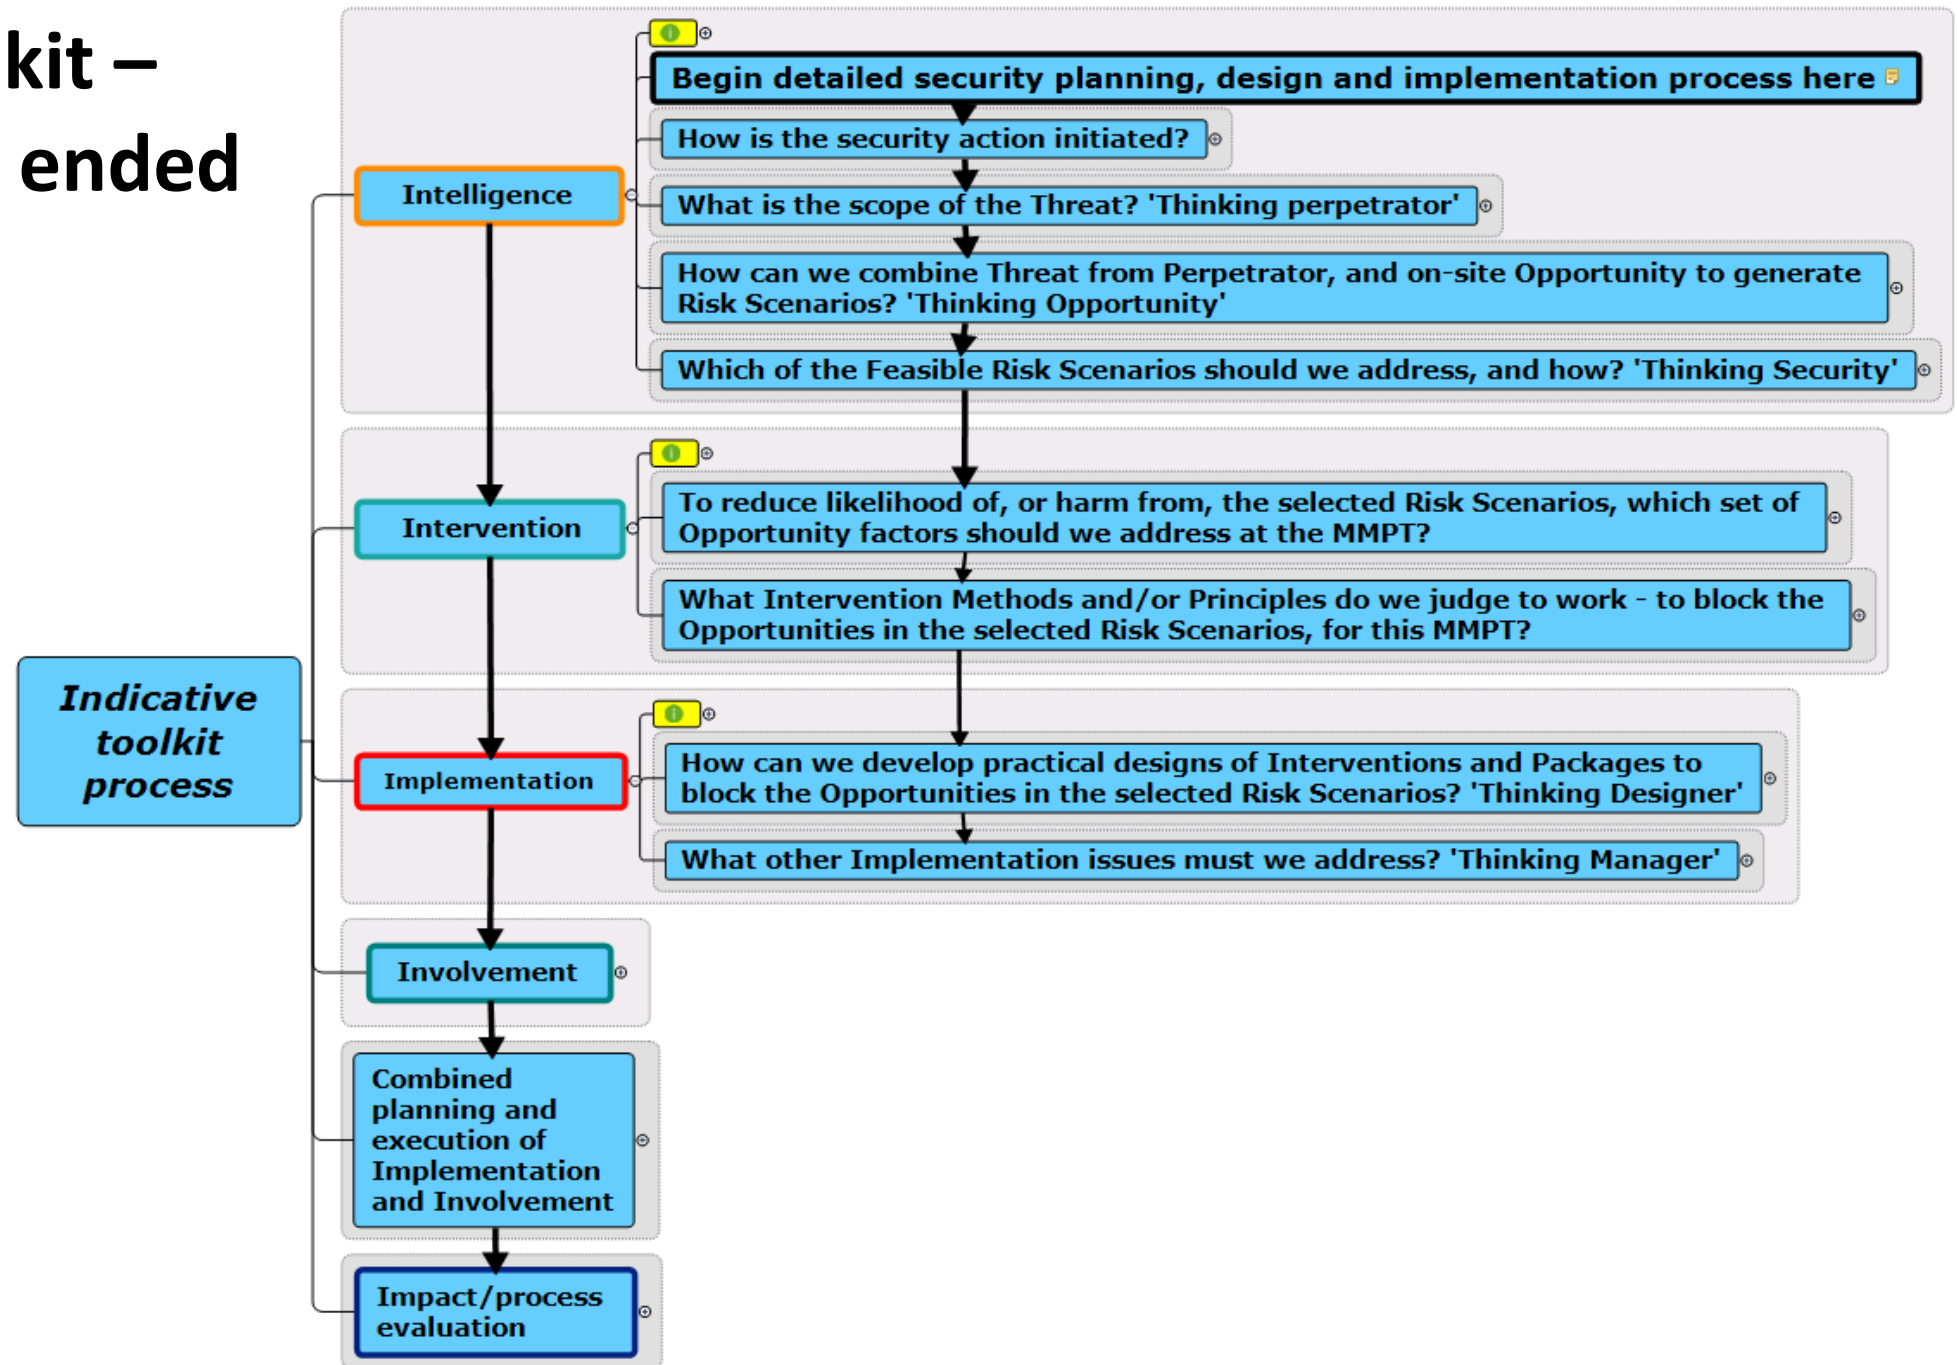 kit –
ended
Begin detailed security planning, design and implementation process here
How is the security action initiated?
Intelligence
What is the scope of the Threat? 'Thinking perpetrator'
How can we combine Threat from Perpetrator, and on-site Opportunity to generate
Risk Scenarios? 'Thinking Opportunity'
Which of the Feasible Risk Scenarios should we address, and how? 'Thinking Security'
Intervention
To reduce likelihood of, or harm from, the selected Risk Scenarios, which set of
Opportunity factors should we address at the MMPT?
What Intervention Methods and/or Principles do we judge to work - to block the
Opportunities in the selected Risk Scenarios, for this MMPT?
Indicative
toolkit
process
Implementation
How can we develop practical designs of Interventions and Packages to
block the Opportunities in the selected Risk Scenarios? 'Thinking Designer'
What other Implementation issues must we address? 'Thinking Manager'
Involvement
Combined
planning and
execution of
Implementation
and Involvement
Impact/process
evaluation